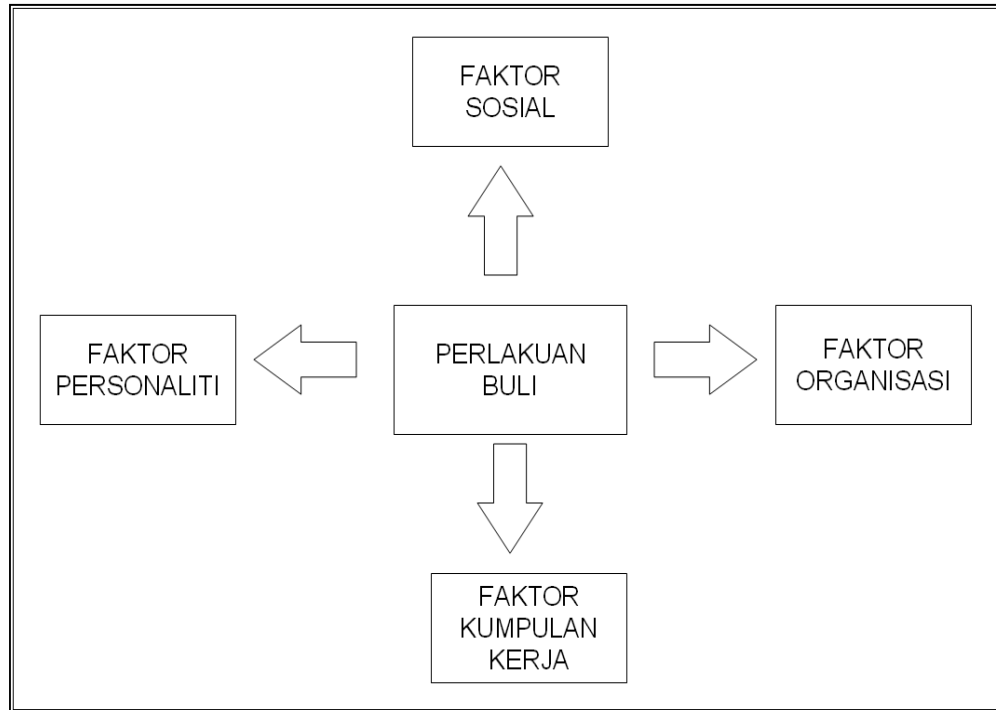 FAKTOR
SOSIAL
FAKTOR
PERSONALITI
PERLAKUAN
BULI
FAKTOR
ORGANISASI
FAKTOR
KUMPULAN
KERJA